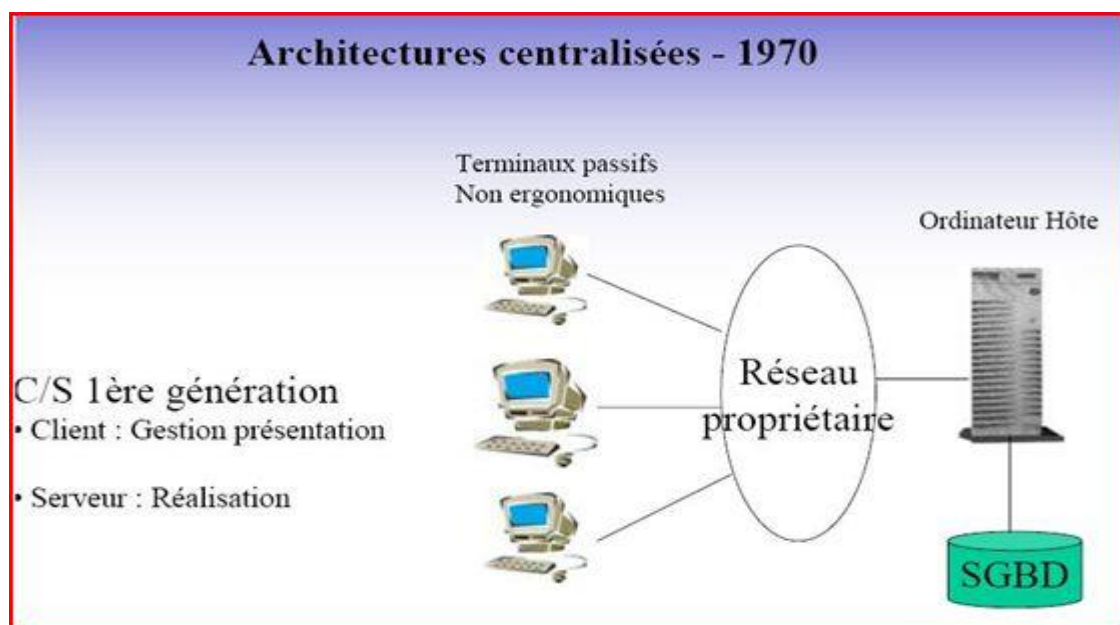 Architectures centralisées - 1970
Terminaux passifs
Non ergonomiques
Ordinateur Hôte
Réseau
propriétaire
C/S 1ère génération
• Client : Gestion présentation
• Serveur : Réalisation
SGBD